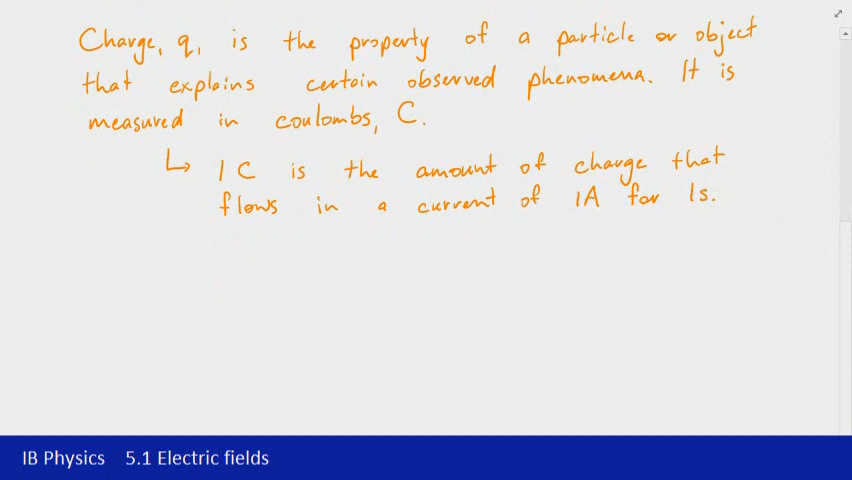 Charge, q, is the property of a particle or object
that explains certain observed phenomena. It is
measured in coulombs, C.
↳ 1 C is the amount of charge that
flows in a current of 1A for 1s.
IB Physics 5.1 Electric fields